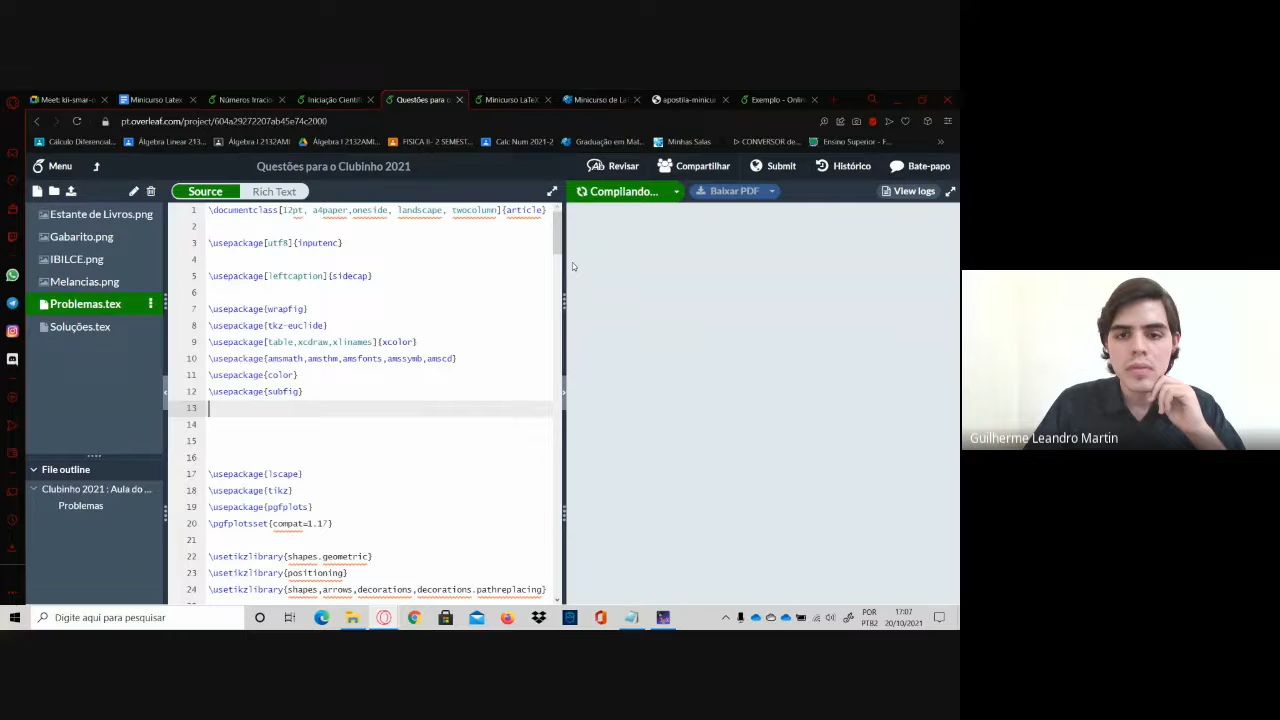 Meet: kii-smar-o
Minicurso Latex
Números Irracio
Iniciação Científ
Questões para o
Minicurso LaTeX
Minicurso de LaT
apostila-minicur
Exemplo - Onlin
pt.overleaf.com/project/604a29272207ab45e74c2000
Cálculo Diferencial...
Álgebra Linear 213...
Álgebra I 2132AMI...
Álgebra I 2132AMI...
FISICA II- 2 SEMEST...
Calc Num 2021-2
Graduação em Mat...
Minhas Salas
CONVERSOR de...
Ensino Superior - F...
»
Menu
Questões para o Clubinho 2021
Revisar
Compartilhar
Submit
Histórico
Bate-papo
Source
Rich Text
Compilando...
Baixar PDF
View logs
Estante de Livros.png
Gabarito.png
IBILCE.png
Melancias.png
Problemas.tex
Soluções.tex
File outline
Clubinho 2021 : Aula do ...
Problemas
1 \documentclass[12pt, a4paper,oneside, landscape, twocolumn]{article}
2
3 \usepackage[utf8]{inputenc}
4
5 \usepackage[leftcaption]{sidecap}
6
7 \usepackage{wrapfig}
8 \usepackage{tkz-euclide}
9 \usepackage[table,xcdraw,xlinames]{xcolor}
10 \usepackage{amsmath,amsthm,amsfonts,amssymb,amscd}
11 \usepackage{color}
12 \usepackage{subfig}
13
14
15
16
17 \usepackage{lscape}
18 \usepackage{tikz}
19 \usepackage{pgfplots}
20 \pgfplotsset{compat=1.17}
21
22 \usetikzlibrary{shapes.geometric}
23 \usetikzlibrary{positioning}
24 \usetikzlibrary{shapes,arrows,decorations,decorations.pathreplacing}
Guilherme Leandro Martin
Digite aqui para pesquisar
POR
PTB2
17:07
20/10/2021